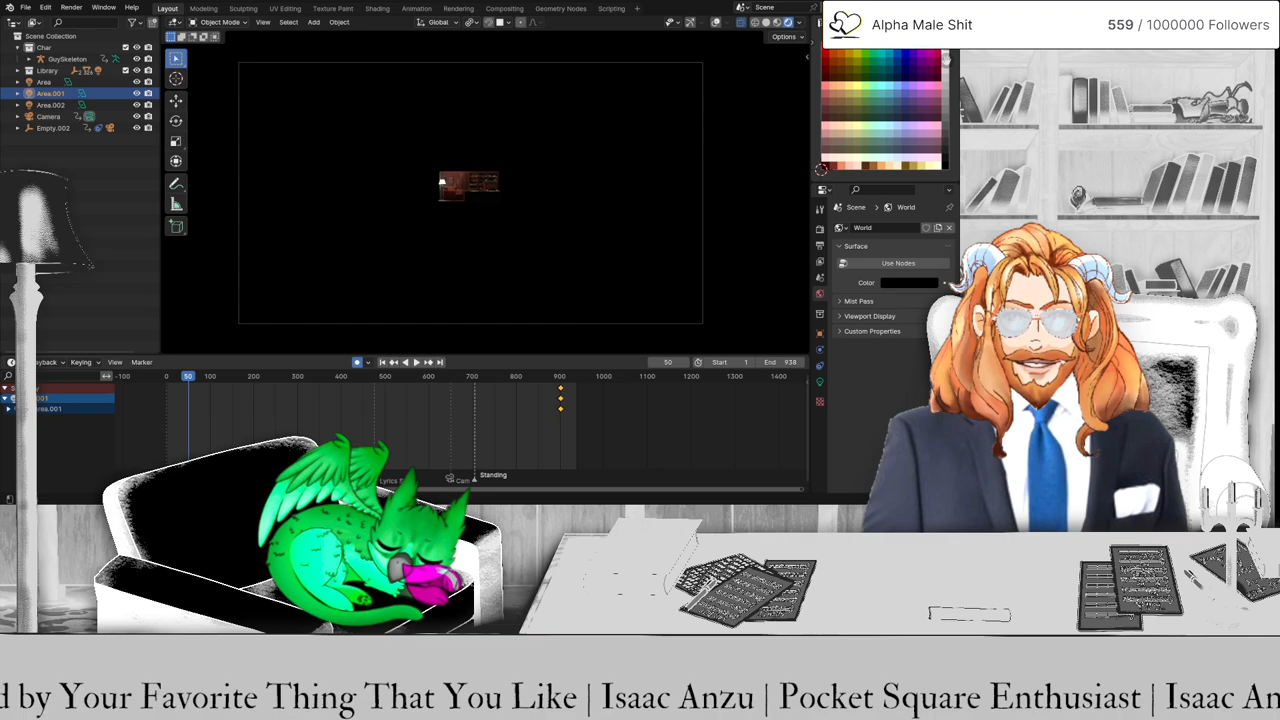 File Edit Render Window Help
Layout Modeling Sculpting UV Editing Texture Paint Shading Animation Rendering Compositing Geometry Nodes Scripting
Scene
Object Mode View Select Add Object
Global
Options
Scene Collection
Char
GuySkeleton
Library
Area
Area.001
Area.002
Camera
Empty.002
Alpha Male Shit 559 / 1000000 Followers
Scene > World
World
Surface
Use Nodes
Color
Mist Pass
Viewport Display
Custom Properties
Keying View Marker
50 Start 1 End 938
-100 0 50 100 200 300 400 500 600 700 800 900 1000 1100 1200 1300 1400
Standing
Lyrics
Cam
d by Your Favorite Thing That You Like | Isaac Anzu | Pocket Square Enthusiast | Isaac An